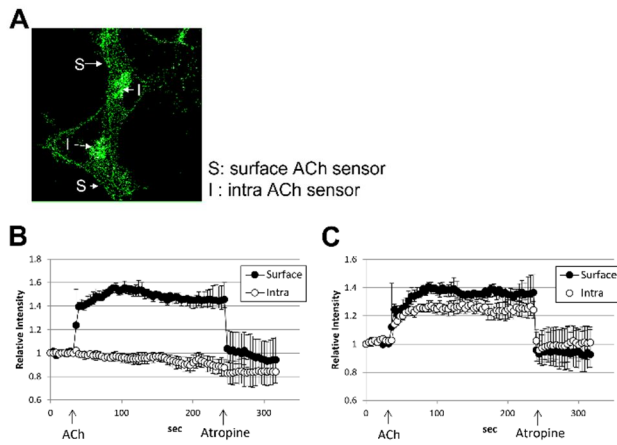 A
S
I
I
S
S: surface ACh sensor
I : intra ACh sensor
B
1.8
1.6
1.4
1.2
1
0.8
0.6
Relative Intensity
Surface
Intra
0
100
200
300
sec
ACh
Atropine
C
1.8
1.6
1.4
1.2
1
0.8
0.6
Relative Intensity
Surface
Intra
0
100
200
300
sec
ACh
Atropine